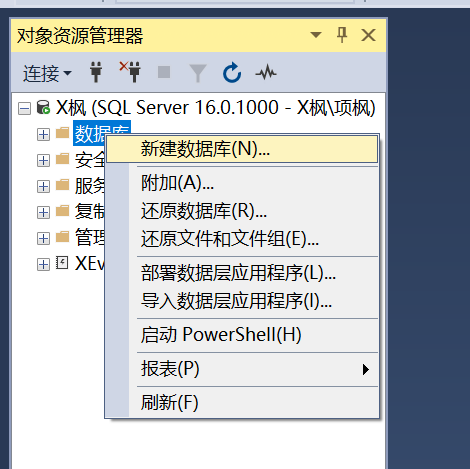 对象资源管理器
连接
X枫 (SQL Server 16.0.1000 - X枫\项枫)
数据库
新建数据库(N)...
安全
附加(A)...
服务
还原数据库(R)...
复制
还原文件和文件组(E)...
管理
XEv
部署数据层应用程序(L)...
导入数据层应用程序(I)...
启动 PowerShell(H)
报表(P)
刷新(F)